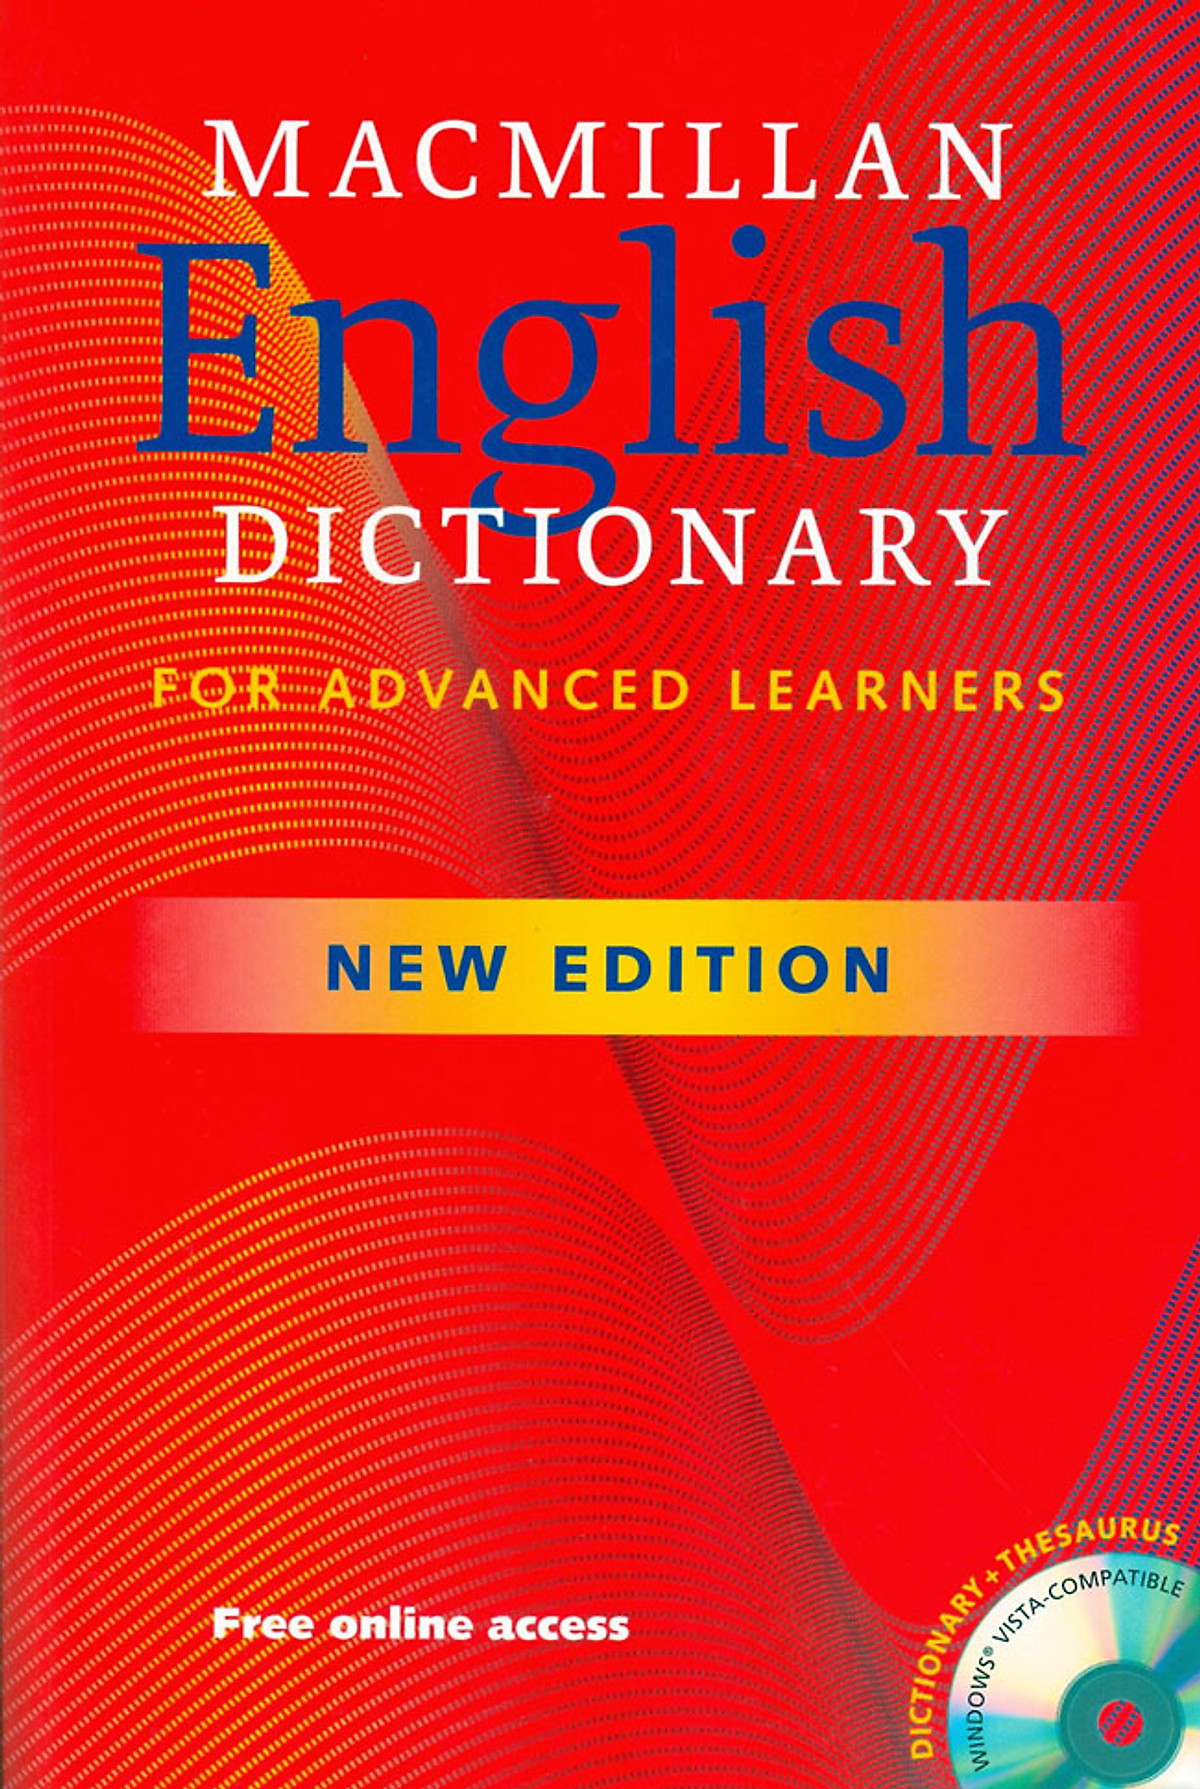 MACMILLAN
English
DICTIONARY
FOR ADVANCED LEARNERS
NEW EDITION
Free online access
DICTIONARY + THESAURUS
WINDOWS® VISTA-COMPATIBLE